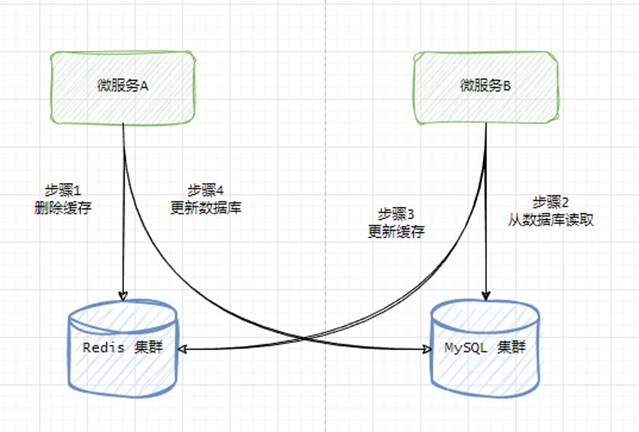 微服务A
微服务B
步骤1
删除缓存
步骤4
更新数据库
步骤3
更新缓存
步骤2
从数据库读取
Redis 集群
MySQL 集群